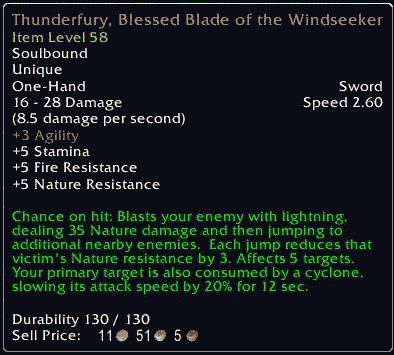 Thunderfury, Blessed Blade of the Windseeker
Item Level 58
Soulbound
Unique
One-Hand Sword
16 - 28 Damage Speed 2.60
(8.5 damage per second)
+3 Agility
+5 Stamina
+5 Fire Resistance
+5 Nature Resistance
Chance on hit: Blasts your enemy with lightning,
dealing 35 Nature damage and then jumping to
additional nearby enemies. Each jump reduces that
victim's Nature resistance by 3. Affects 5 targets.
Your primary target is also consumed by a cyclone,
slowing its attack speed by 20% for 12 sec.
Durability 130 / 130
Sell Price: 11 51 5